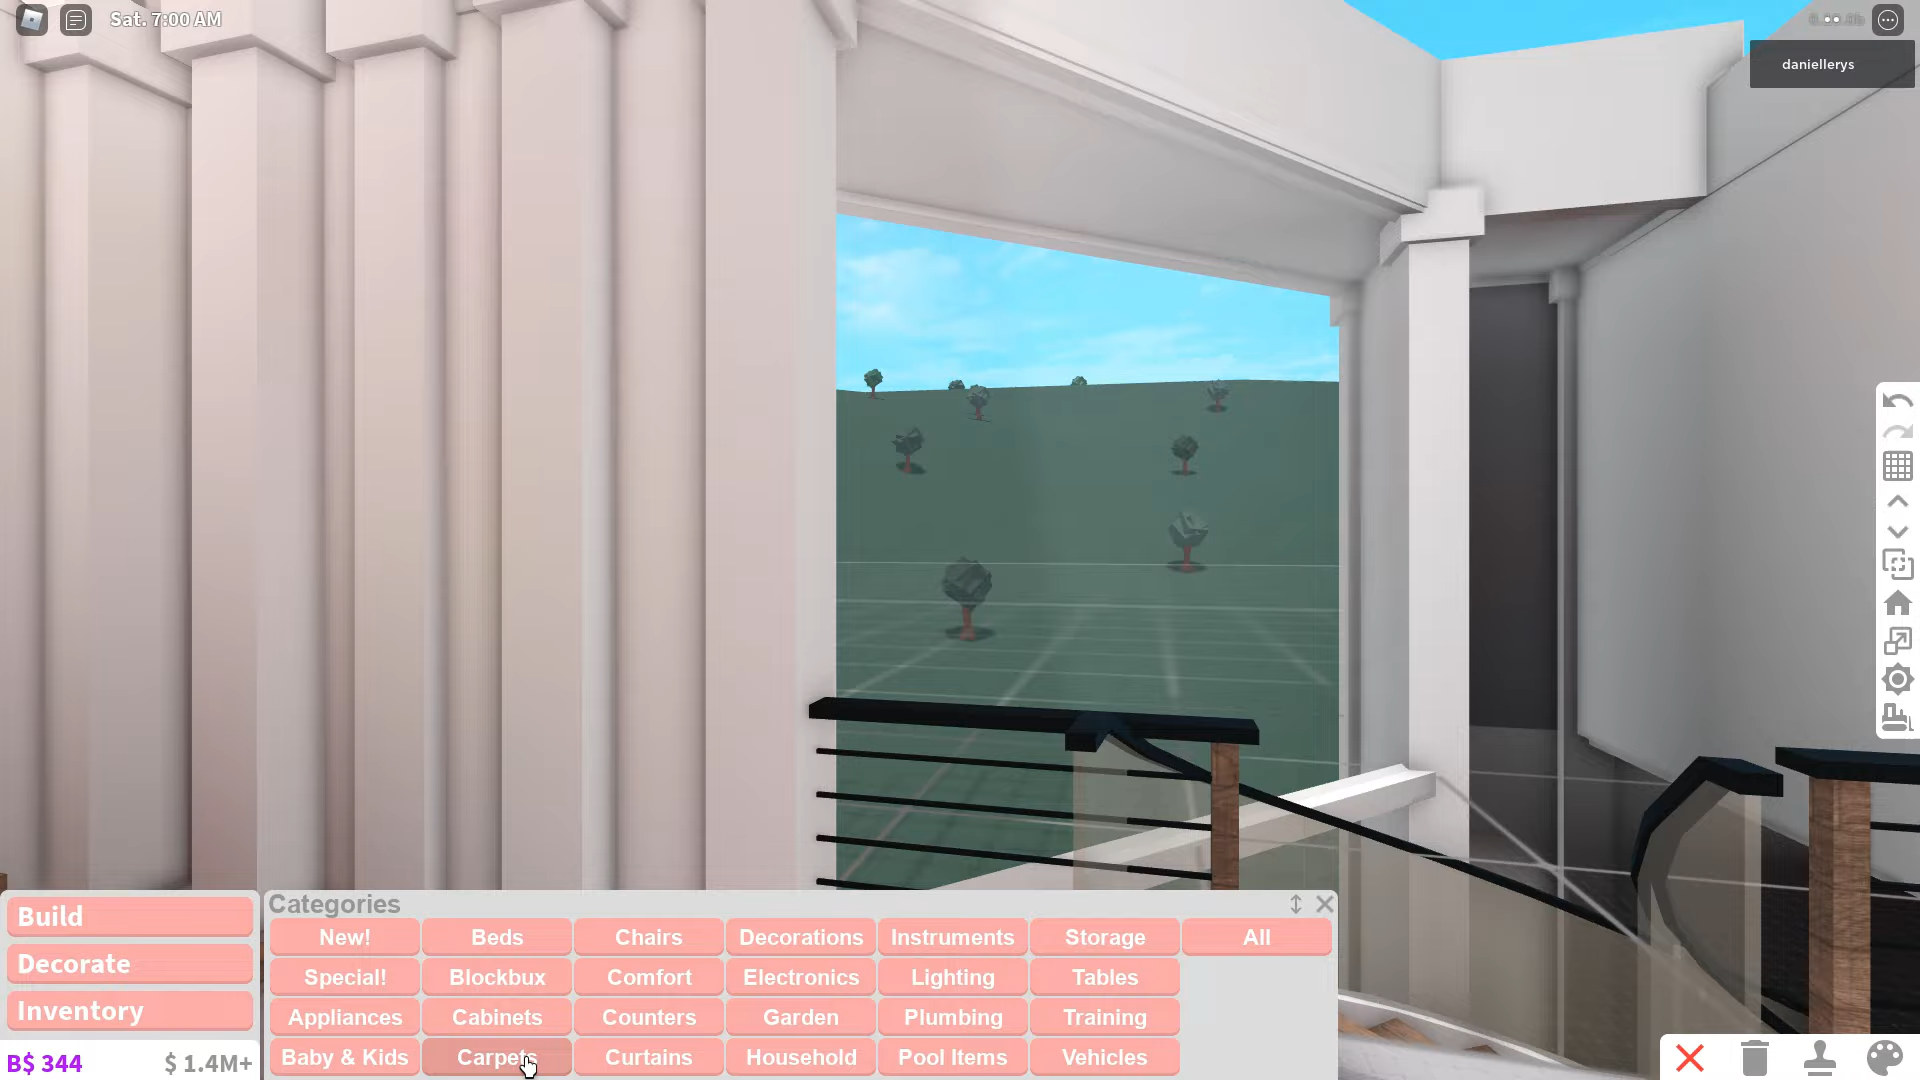 Sat. 7:00 AM
daniellerys
Build
Decorate
Inventory
B$ 344
$ 1.4M+
Categories
New! Beds Chairs Decorations Instruments Storage All
Special! Blockbux Comfort Electronics Lighting Tables
Appliances Cabinets Counters Garden Plumbing Training
Baby & Kids Carpets Curtains Household Pool Items Vehicles